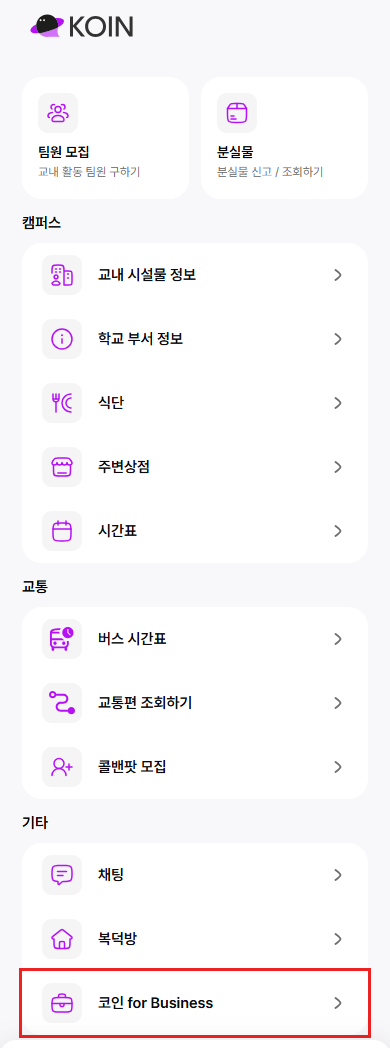 KOIN
팀원 모집
교내 활동 팀원 구하기
분실물
분실물 신고 / 조회하기
캠퍼스
교내 시설물 정보
학교 부서 정보
식단
주변상점
시간표
교통
버스 시간표
교통편 조회하기
콜밴팟 모집
기타
채팅
복덕방
코인 for Business